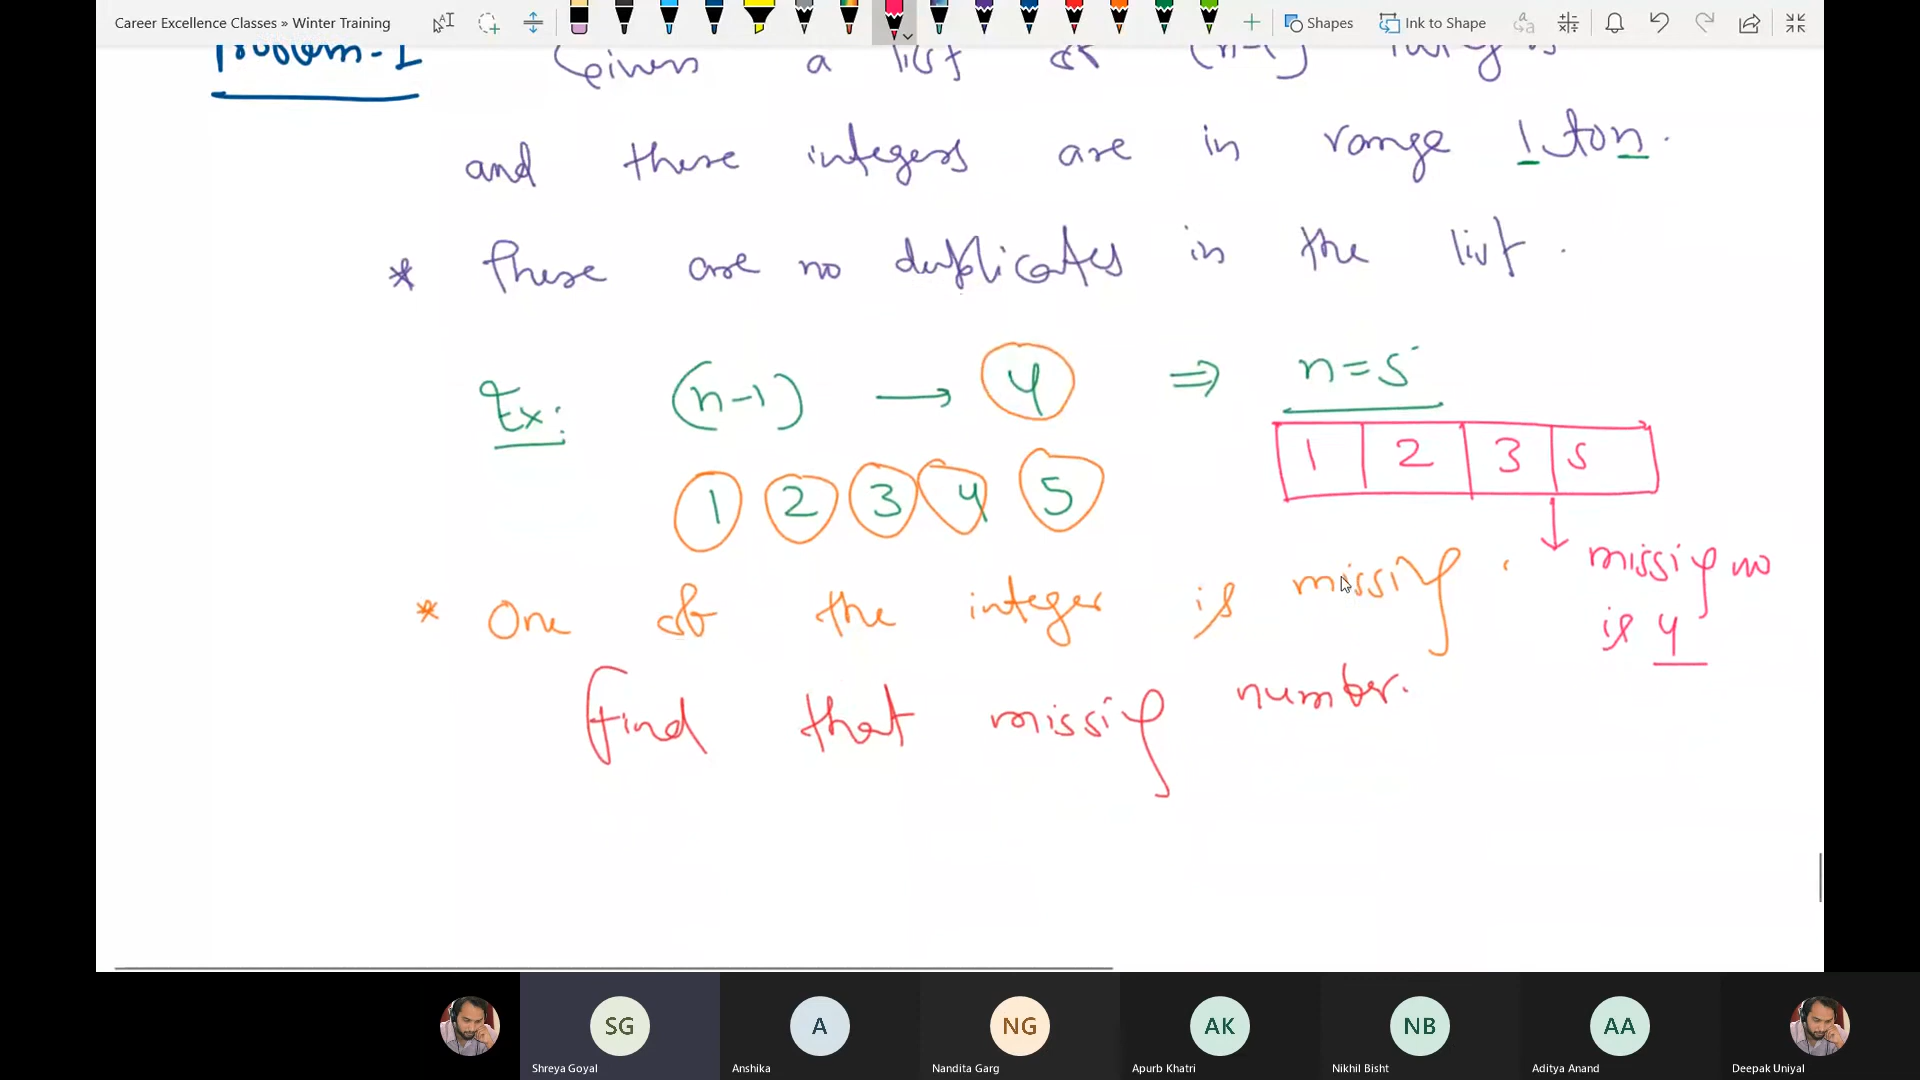 Career Excellence Classes » Winter Training
Shapes
Ink to Shape
Problem-1 Given a list of (n-1) integers
and these integers are in range 1 to n.
* There are no duplicates in the list.
Ex: (n-1) → 4 ⇒ n=5
1 2 3 5
1 2 3 4 5
missing no
is 4
* One of the integer is missing.
Find that missing number.
SG A NG AK NB AA
Shreya Goyal Anshika Nandita Garg Apurb Khatri Nikhil Bisht Aditya Anand Deepak Uniyal